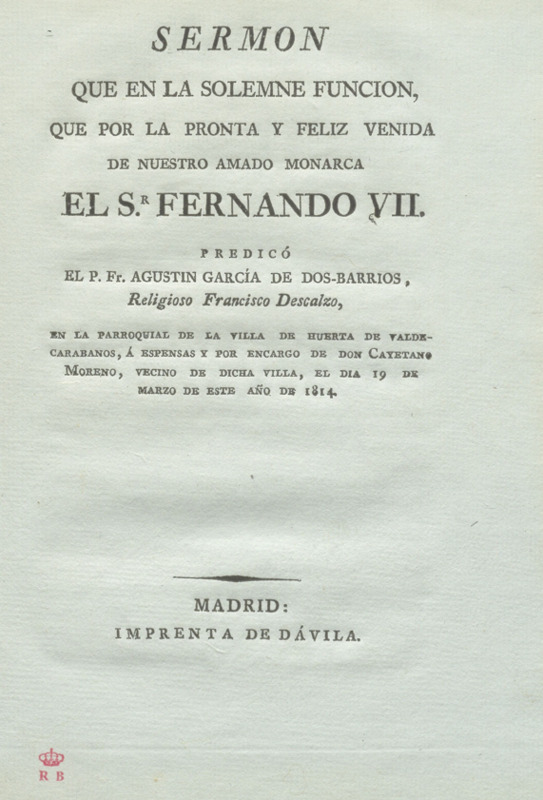 SERMON
QUE EN LA SOLEMNE FUNCION,
QUE POR LA PRONTA Y FELIZ VENIDA
DE NUESTRO AMADO MONARCA
EL S.R FERNANDO VII.
PREDICÓ
EL P. Fr. AGUSTIN GARCÍA DE DOS-BARRIOS,
Religioso Francisco Descalzo,
EN LA PARROQUIAL DE LA VILLA DE HUERTA DE VALDE-
CARABANOS, Á ESPENSAS Y POR ENCARGO DE DON CAYETANO
MORENO, VECINO DE DICHA VILLA, EL DIA 19 DE
MARZO DE ESTE AÑO DE 1814.
MADRID:
IMPRENTA DE DÁVILA.
R B